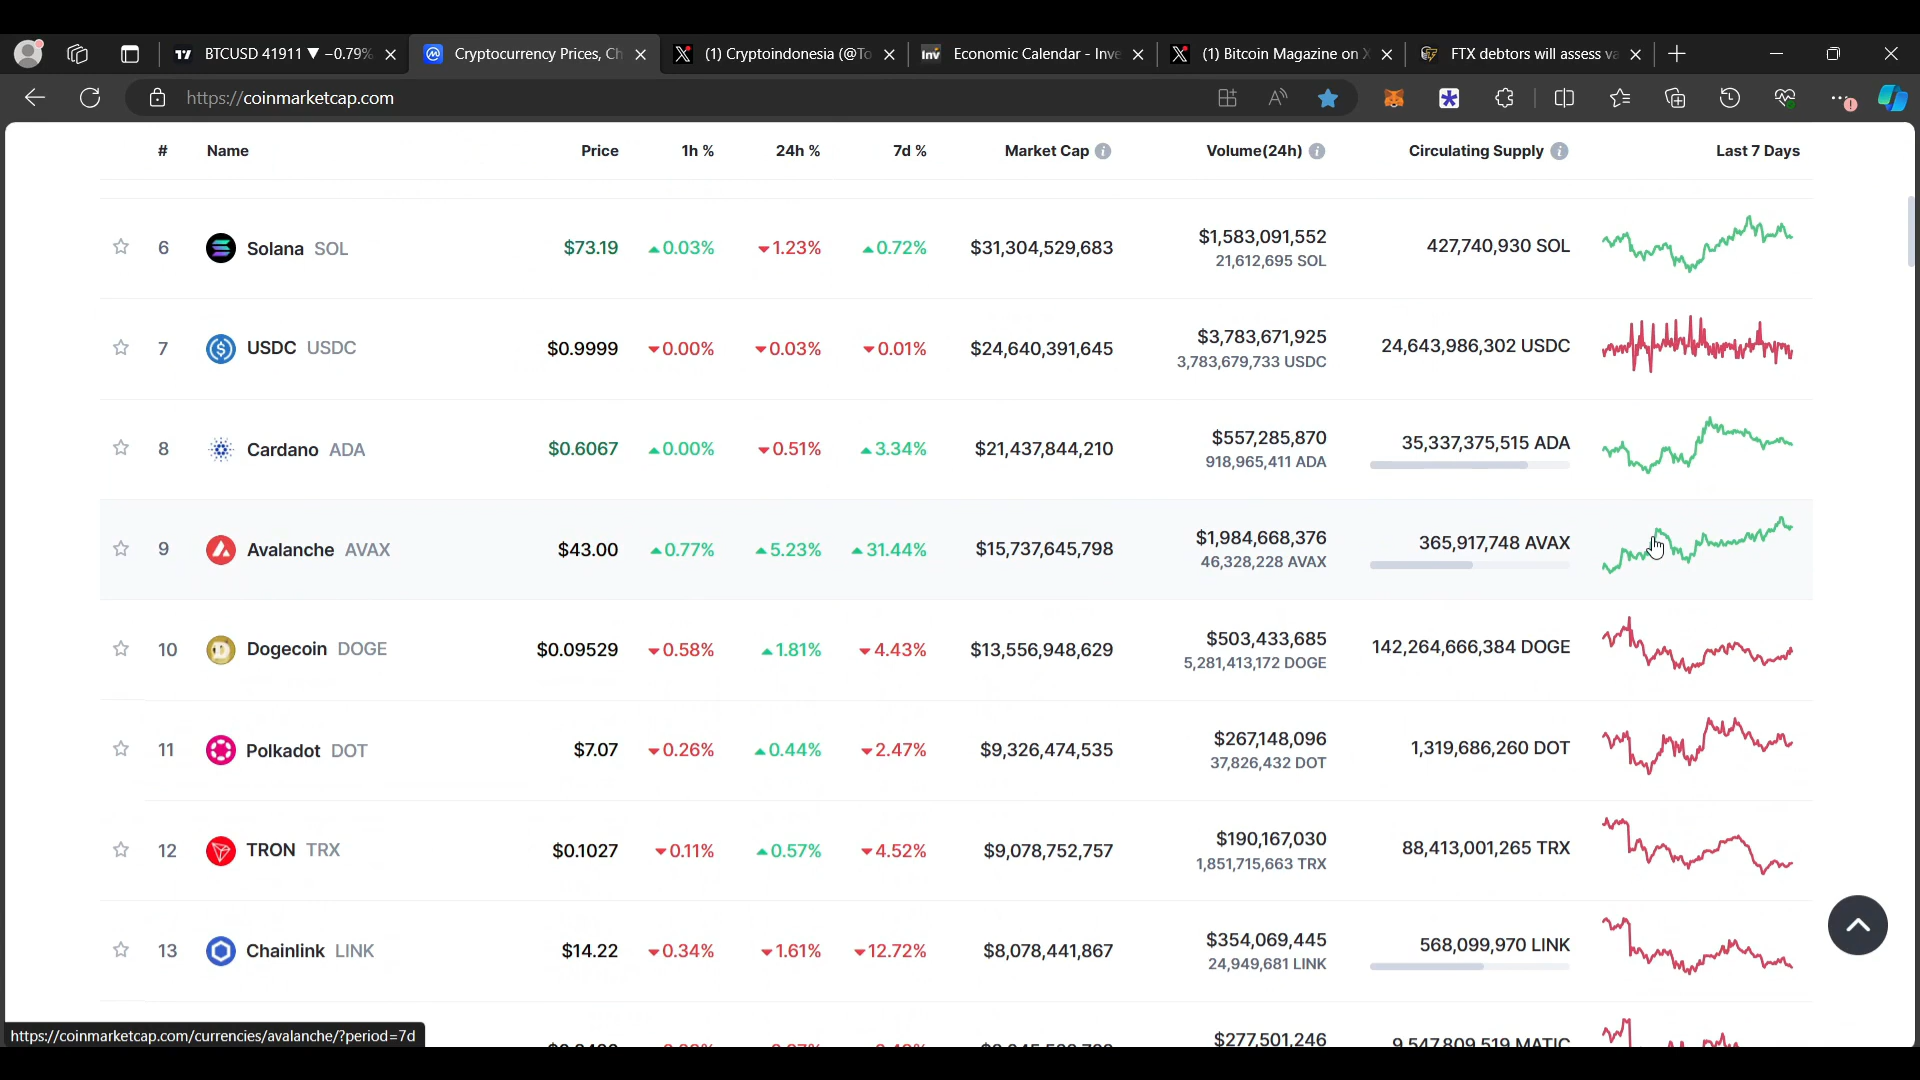 BTCUSD 41911 ▼ −0.79%
Cryptocurrency Prices, Ch
(1) Cryptoindonesia (@To
Economic Calendar - Inve
(1) Bitcoin Magazine on X
FTX debtors will assess va
https://coinmarketcap.com
# Name Price 1h % 24h % 7d % Market Cap Volume(24h) Circulating Supply Last 7 Days
6 Solana SOL $73.19 0.03% 1.23% 0.72% $31,304,529,683 $1,583,091,552 427,740,930 SOL
21,612,695 SOL
7 USDC USDC $0.9999 0.00% 0.03% 0.01% $24,640,391,645 $3,783,671,925 24,643,986,302 USDC
3,783,679,733 USDC
8 Cardano ADA $0.6067 0.00% 0.51% 3.34% $21,437,844,210 $557,285,870 35,337,375,515 ADA
918,965,411 ADA
9 Avalanche AVAX $43.00 0.77% 5.23% 31.44% $15,737,645,798 $1,984,668,376 365,917,748 AVAX
46,328,228 AVAX
10 Dogecoin DOGE $0.09529 0.58% 1.81% 4.43% $13,556,948,629 $503,433,685 142,264,666,384 DOGE
5,281,413,172 DOGE
11 Polkadot DOT $7.07 0.26% 0.44% 2.47% $9,326,474,535 $267,148,096 1,319,686,260 DOT
37,826,432 DOT
12 TRON TRX $0.1027 0.11% 0.57% 4.52% $9,078,752,757 $190,167,030 88,413,001,265 TRX
1,851,715,663 TRX
13 Chainlink LINK $14.22 0.34% 1.61% 12.72% $8,078,441,867 $354,069,445 568,099,970 LINK
24,949,681 LINK
$277,501,246 9,547,809,519 MATIC
https://coinmarketcap.com/currencies/avalanche/?period=7d